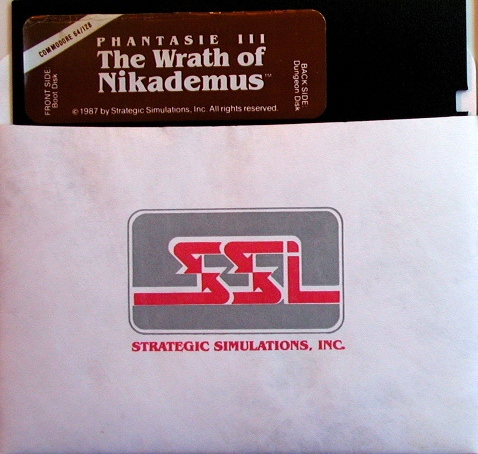 COMMODORE 64/128
PHANTASIE III
The Wrath of
Nikademus™
FRONT SIDE:
Boot Disk
BACK SIDE:
Dungeon Disk
© 1987 by Strategic Simulations, Inc. All rights reserved.
SSI
STRATEGIC SIMULATIONS, INC.